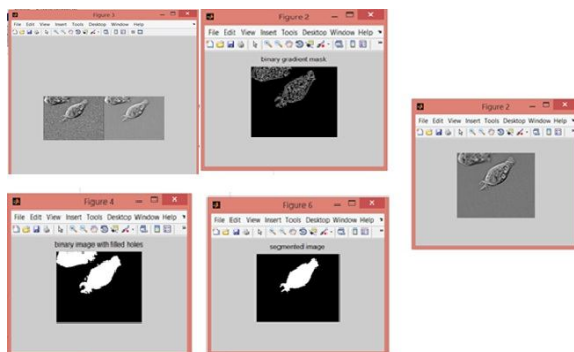 Figure 3
File Edit View Insert Tools Desktop Window Help
Figure 2
File Edit View Insert Tools Desktop Window Help
binary gradient mask
Figure 2
File Edit View Insert Tools Desktop Window Help
Figure 4
File Edit View Insert Tools Desktop Window Help
binary image with filled holes
Figure 6
File Edit View Insert Tools Desktop Window Help
segmented image